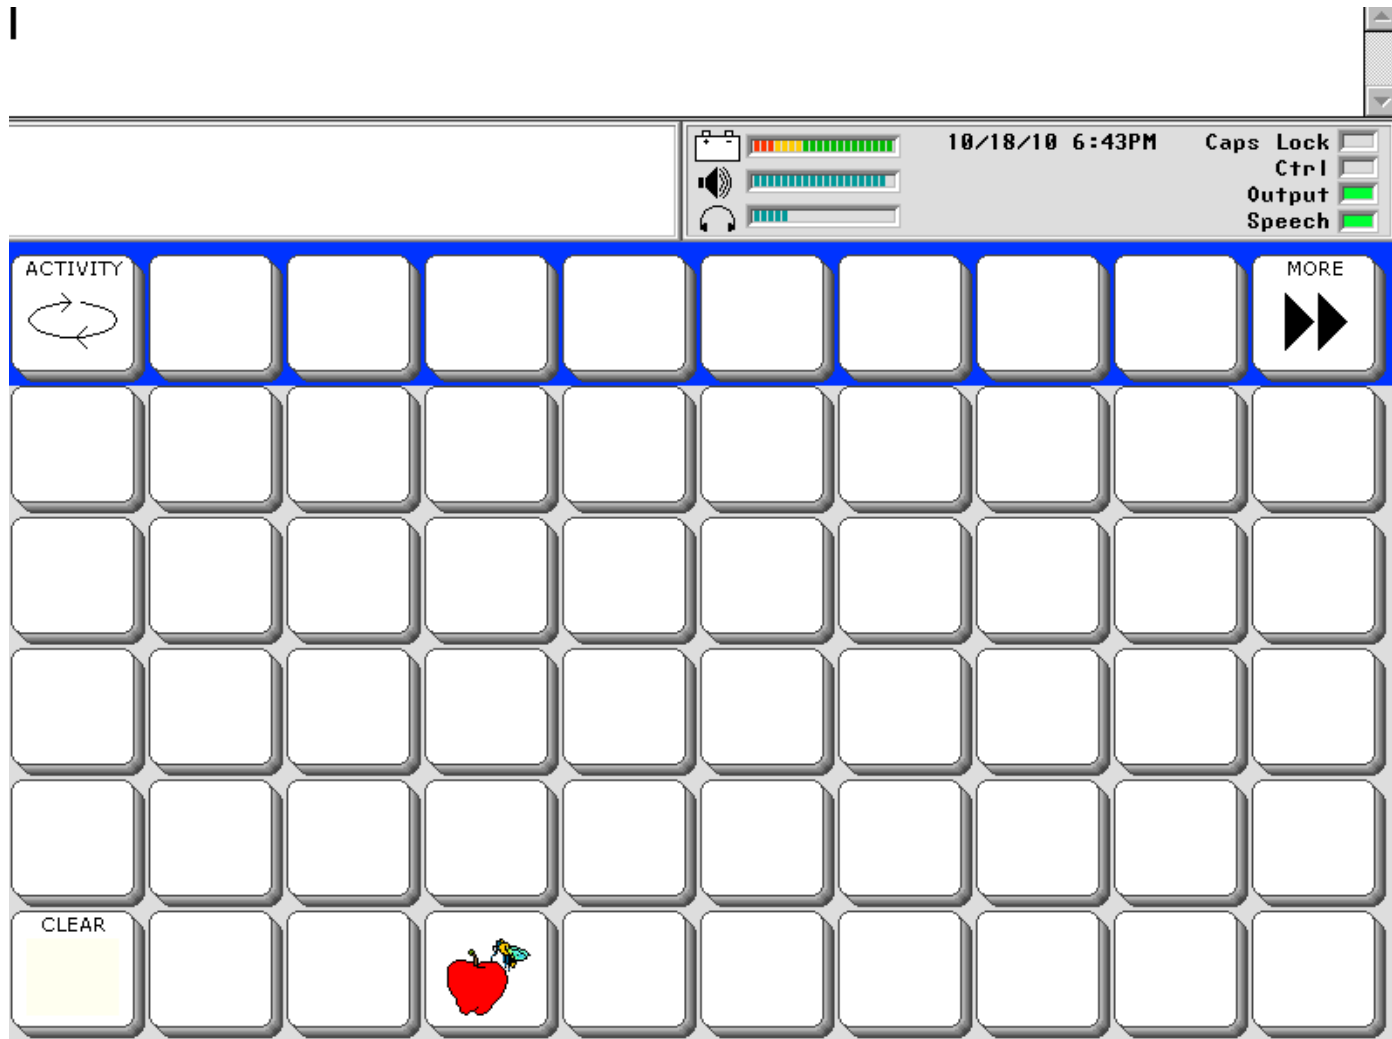 10/18/10 6:43PM
Caps Lock
Ctrl
Output
Speech
ACTIVITY
MORE
CLEAR